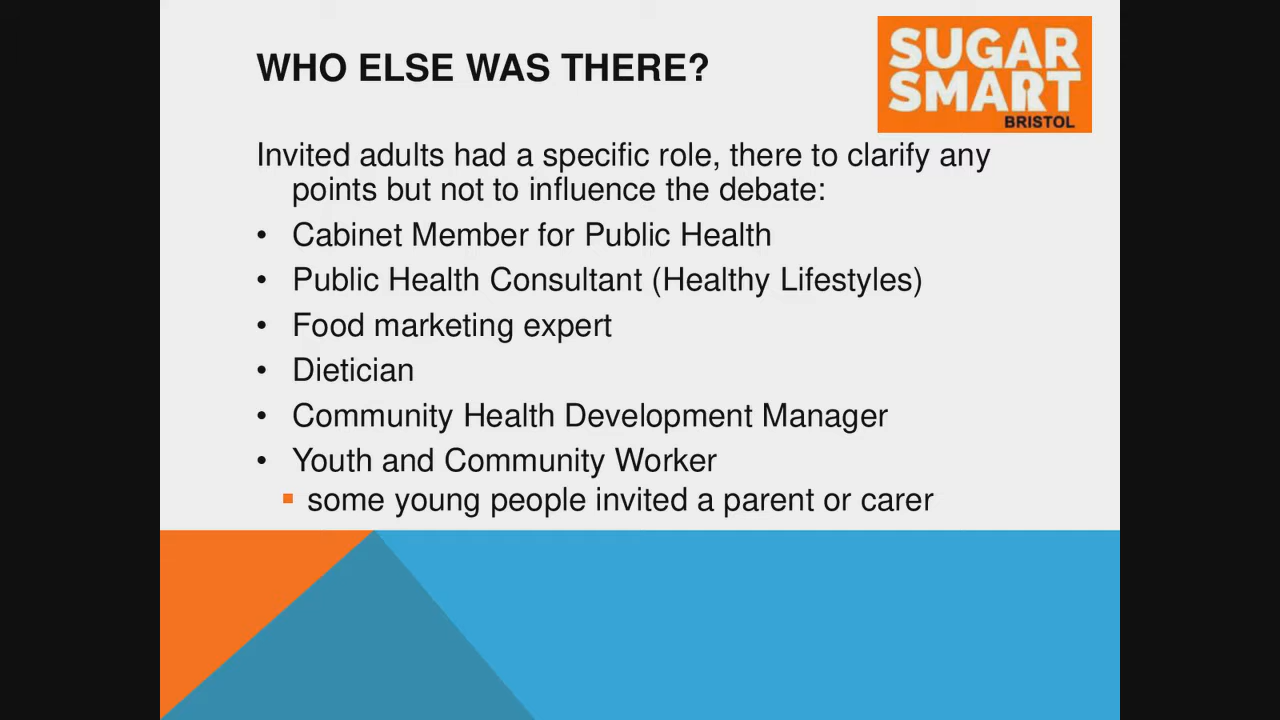 WHO ELSE WAS THERE?
SUGAR
SMART
BRISTOL
Invited adults had a specific role, there to clarify any
points but not to influence the debate:
• Cabinet Member for Public Health
• Public Health Consultant (Healthy Lifestyles)
• Food marketing expert
• Dietician
• Community Health Development Manager
• Youth and Community Worker
▪ some young people invited a parent or carer